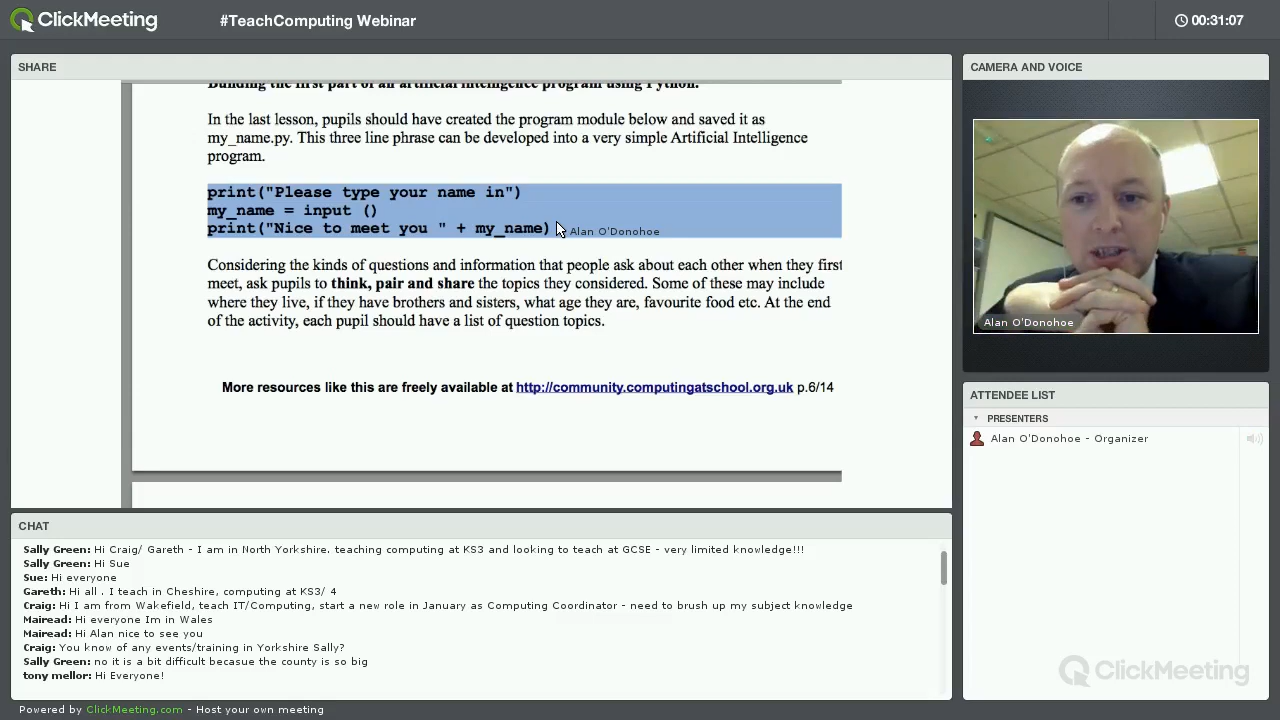 ClickMeeting
#TeachComputing Webinar
00:31:07
SHARE
Building the first part of an artificial intelligence program using Python.
In the last lesson, pupils should have created the program module below and saved it as
my_name.py. This three line phrase can be developed into a very simple Artificial Intelligence
program.
print("Please type your name in")
my_name = input ()
print("Nice to meet you " + my_name)
Alan O'Donohoe
Considering the kinds of questions and information that people ask about each other when they first
meet, ask pupils to think, pair and share the topics they considered. Some of these may include
where they live, if they have brothers and sisters, what age they are, favourite food etc. At the end
of the activity, each pupil should have a list of question topics.
More resources like this are freely available at http://community.computingatschool.org.uk p.6/14
CAMERA AND VOICE
Alan O'Donohoe
ATTENDEE LIST
PRESENTERS
Alan O'Donohoe - Organizer
CHAT
Sally Green: Hi Craig/ Gareth - I am in North Yorkshire. teaching computing at KS3 and looking to teach at GCSE - very limited knowledge!!!
Sally Green: Hi Sue
Sue: Hi everyone
Gareth: Hi all . I teach in Cheshire, computing at KS3/ 4
Craig: Hi I am from Wakefield, teach IT/Computing, start a new role in January as Computing Coordinator - need to brush up my subject knowledge
Mairead: Hi everyone Im in Wales
Mairead: Hi Alan nice to see you
Craig: You know of any events/training in Yorkshire Sally?
Sally Green: no it is a bit difficult becasue the county is so big
tony mellor: Hi Everyone!
ClickMeeting
Powered by ClickMeeting.com - Host your own meeting